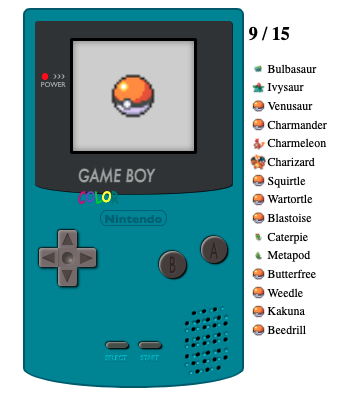 9 / 15
POWER
GAME BOY
COLOR
Nintendo
B
A
SELECT
START
Bulbasaur
Ivysaur
Venusaur
Charmander
Charmeleon
Charizard
Squirtle
Wartortle
Blastoise
Caterpie
Metapod
Butterfree
Weedle
Kakuna
Beedrill